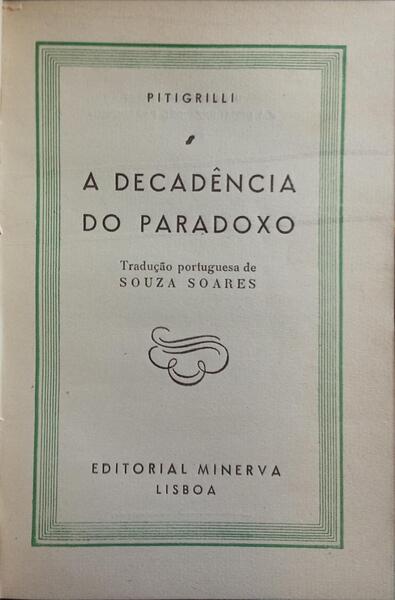 PITIGRILLI
A DECADÊNCIA
DO PARADOXO
Tradução portuguesa de
SOUZA SOARES
EDITORIAL MINERVA
LISBOA